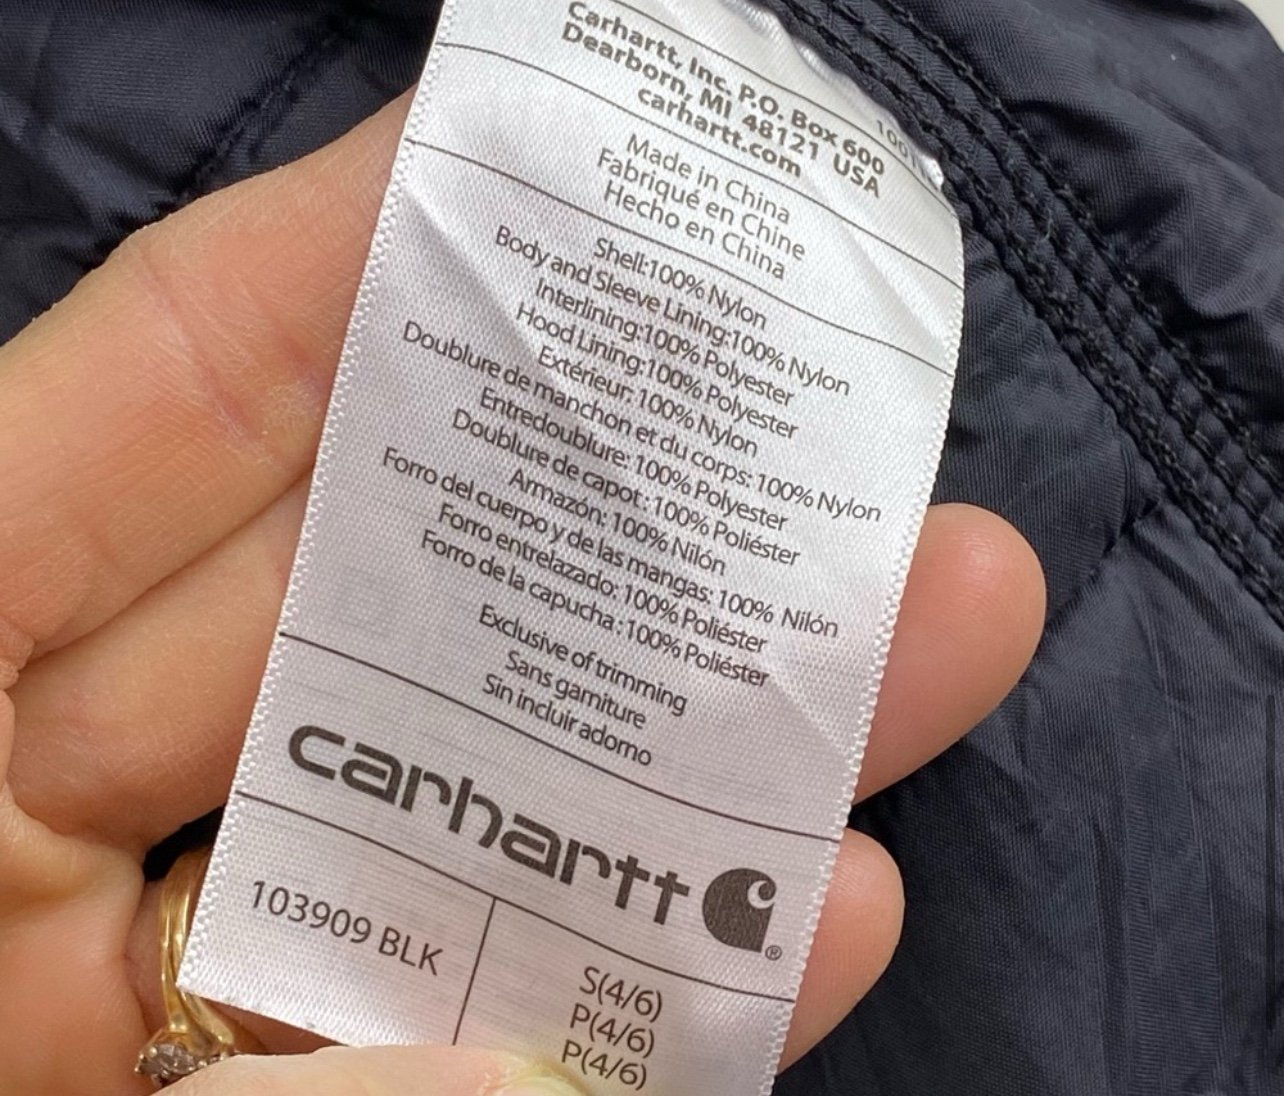 Carhartt, Inc. P.O. Box 600
Dearborn, MI 48121 USA
carhartt.com
Made in China
Fabriqué en Chine
Hecho en China
Shell:100% Nylon
Body and Sleeve Lining:100% Nylon
Interlining:100% Polyester
Hood Lining:100% Polyester
Extérieur: 100% Nylon
Doublure de manchon et du corps: 100% Nylon
Entredoublure: 100% Polyester
Doublure de capot : 100% Poliéster
Armazón: 100% Nilón
Forro del cuerpo y de las mangas: 100% Nilón
Forro entrelazado: 100% Poliéster
Forro de la capucha : 100% Poliéster
Exclusive of trimming
Sans garniture
Sin incluir adorno
carhartt ®
103909 BLK
S(4/6)
P(4/6)
P(4/6)